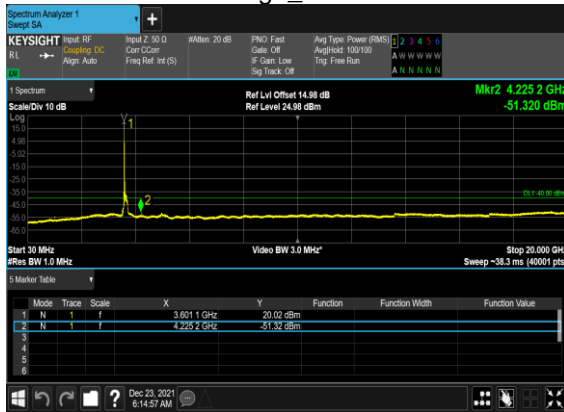 Spectrum Analyzer 1
Swept SA
KEYSIGHT Input: RF Input Z: 50 Ω #Atten: 20 dB PNO: Fast Avg Type: Power (RMS) 1 2 3 4 5 6
RL Coupling: DC Corr CCorr Gate: Off Avg|Hold: 100/100 A W W W W W
Align: Auto Freq Ref: Int (S) IF Gain: Low Trig: Free Run
Sig Track: Off A N N N N N
1 Spectrum Ref Lvl Offset 14.98 dB Mkr2 4.225 2 GHz
Scale/Div 10 dB Ref Level 24.98 dBm -51.320 dBm
Log
15.0
4.98
-5.02
-15.0
-25.0
-35.0
-45.0
-55.0
-65.0
1
2
DL1 -40.00 dBm
Start 30 MHz Video BW 3.0 MHz* Stop 20.000 GHz
#Res BW 1.0 MHz Sweep ~38.3 ms (40001 pts)
5 Marker Table
Mode Trace Scale X Y Function Function Width Function Value
1 N 1 f 3.601 1 GHz 20.02 dBm
2 N 1 f 4.225 2 GHz -51.32 dBm
3
4
5
6
? Dec 23, 2021
6:14:57 AM